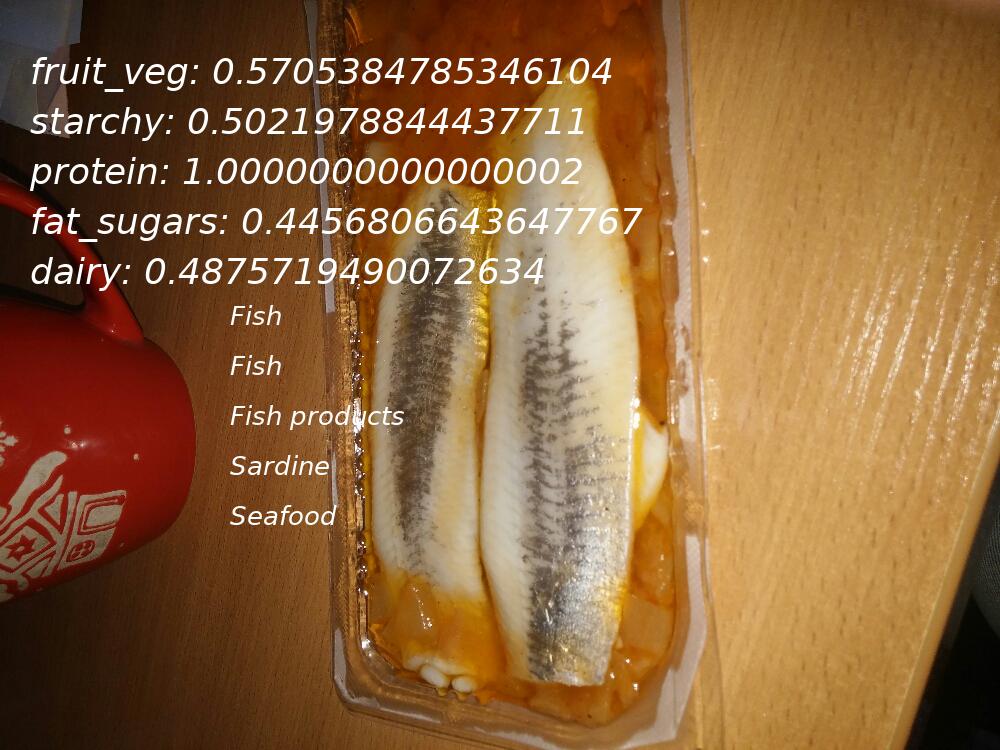 fruit_veg: 0.5705384785346104
starchy: 0.5021978844437711
protein: 1.0000000000000002
fat_sugars: 0.4456806643647767
dairy: 0.4875719490072634
Fish
Fish
Fish products
Sardine
Seafood